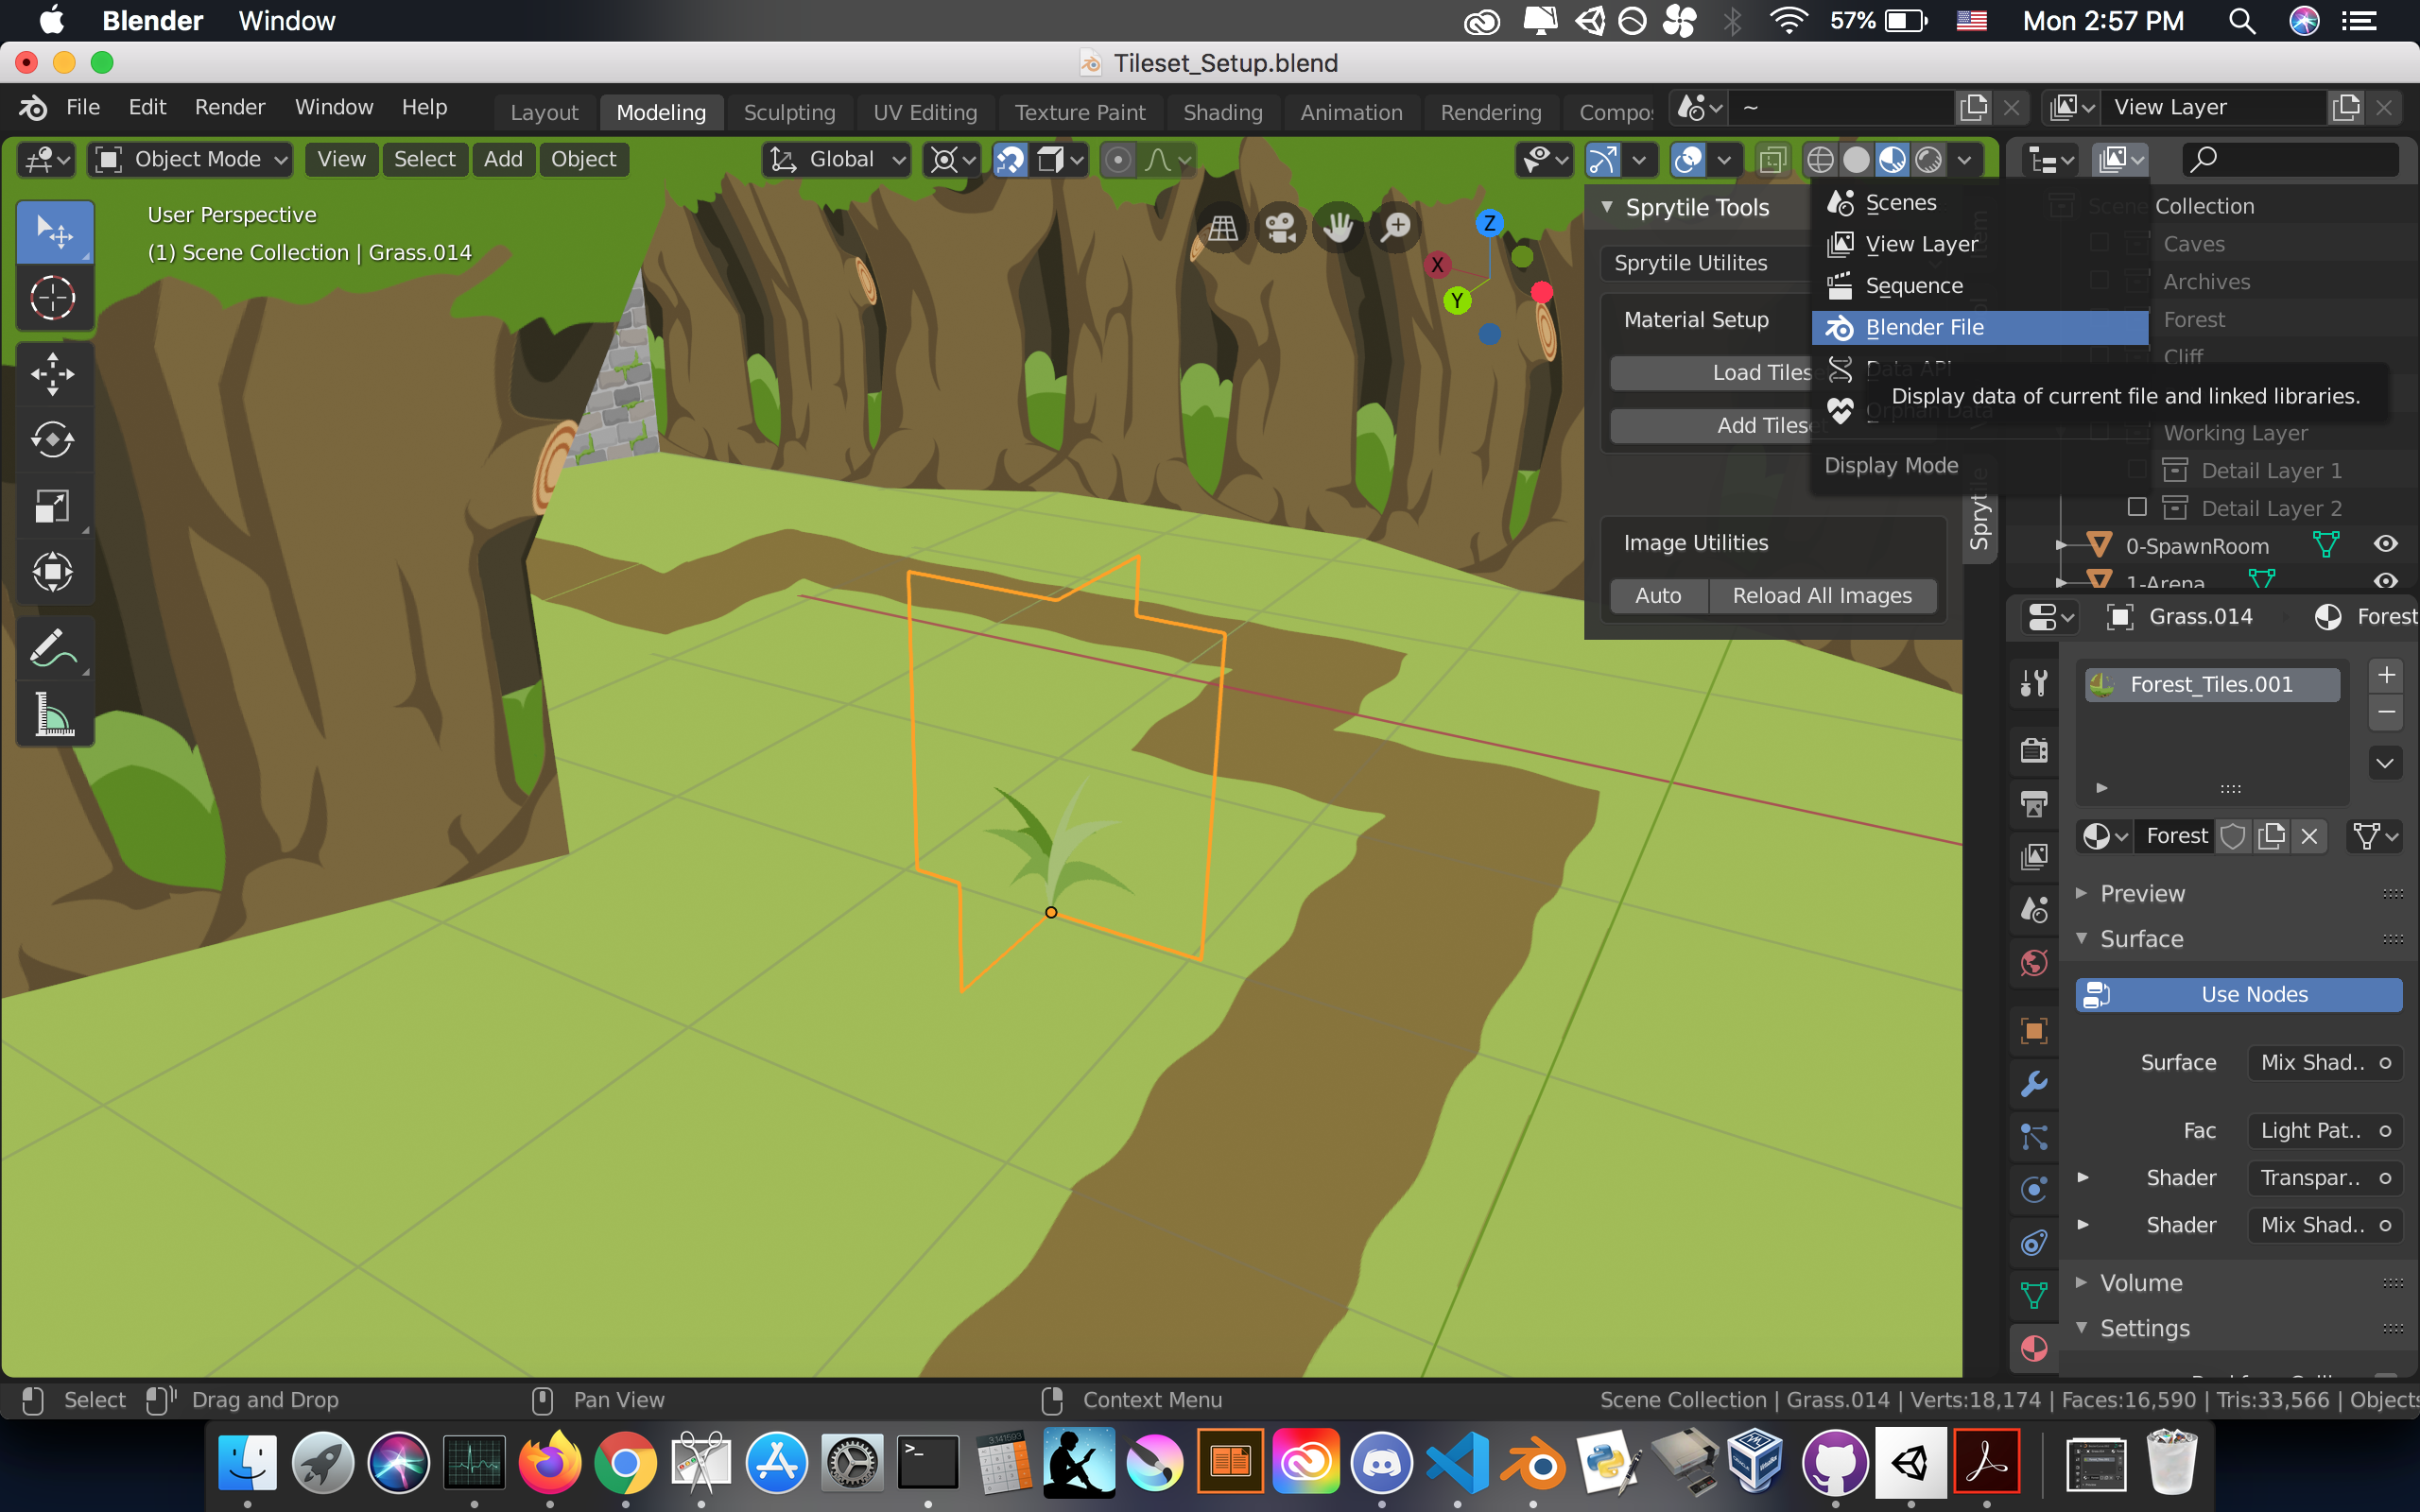 Blender Window 57% Mon 2:57 PM
Tileset_Setup.blend
File Edit Render Window Help Layout Modeling Sculpting UV Editing Texture Paint Shading Animation Rendering Compo ~ View Layer
Object Mode View Select Add Object Global
User Perspective
(1) Scene Collection | Grass.014
Z
X
Y
Sprytile Tools
Sprytile Utilites
Material Setup
Load Tilese
Add Tilese
Image Utilities
Auto Reload All Images
Item
Sprytile
Scenes
View Layer
Sequence
Blender File
Data API
Orphan Data
Display data of current file and linked libraries.
Display Mode
Scene Collection
Caves
Archives
Forest
Cliff
Working Layer
Detail Layer 1
Detail Layer 2
0-SpawnRoom
1-Arena
Grass.014 Forest
Forest_Tiles.001
Forest
Preview
Surface
Use Nodes
Surface Mix Shad..
Fac Light Pat..
Shader Transpar..
Shader Mix Shad..
Volume
Settings
Select Drag and Drop Pan View Context Menu Scene Collection | Grass.014 | Verts:18,174 | Faces:16,590 | Tris:33,566 | Objects
3.141593
>_